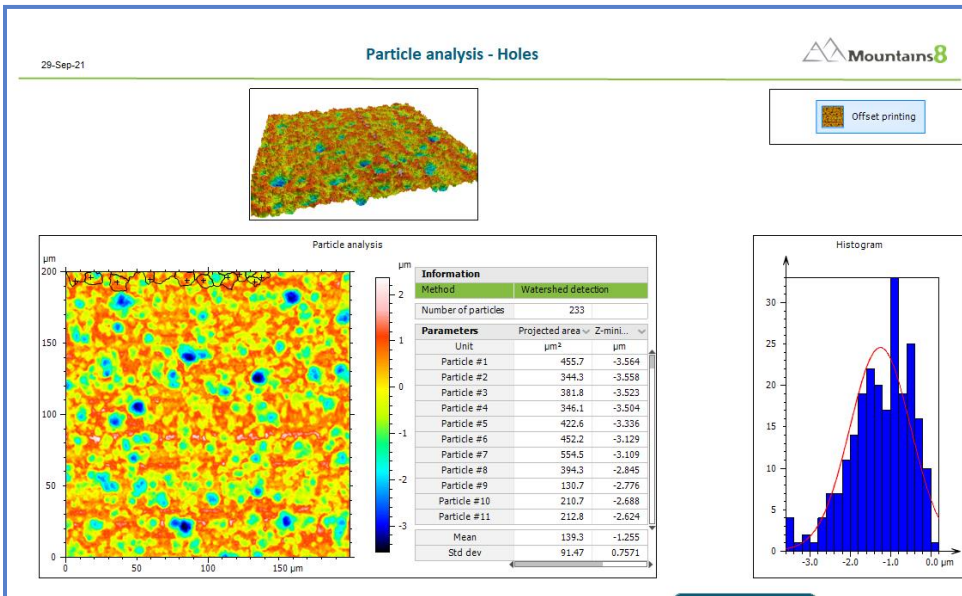 Particle analysis - Holes
29-Sep-21
Mountains8
Offset printing
Particle analysis
µm
200
150
100
50
0
0 50 100 150 µm
µm
2
1
0
-1
-2
-3
Information
Method Watershed detection
Number of particles 233
Parameters Projected area Z-mini...
Unit µm² µm
Particle #1 455.7 -3.564
Particle #2 344.3 -3.558
Particle #3 381.8 -3.523
Particle #4 346.1 -3.504
Particle #5 422.6 -3.336
Particle #6 452.2 -3.129
Particle #7 554.5 -3.109
Particle #8 394.3 -2.845
Particle #9 130.7 -2.776
Particle #10 210.7 -2.688
Particle #11 212.8 -2.624
Mean 139.3 -1.255
Std dev 91.47 0.7571
Histogram
30
25
20
15
10
5
0
-3.0 -2.0 -1.0 0.0 µm